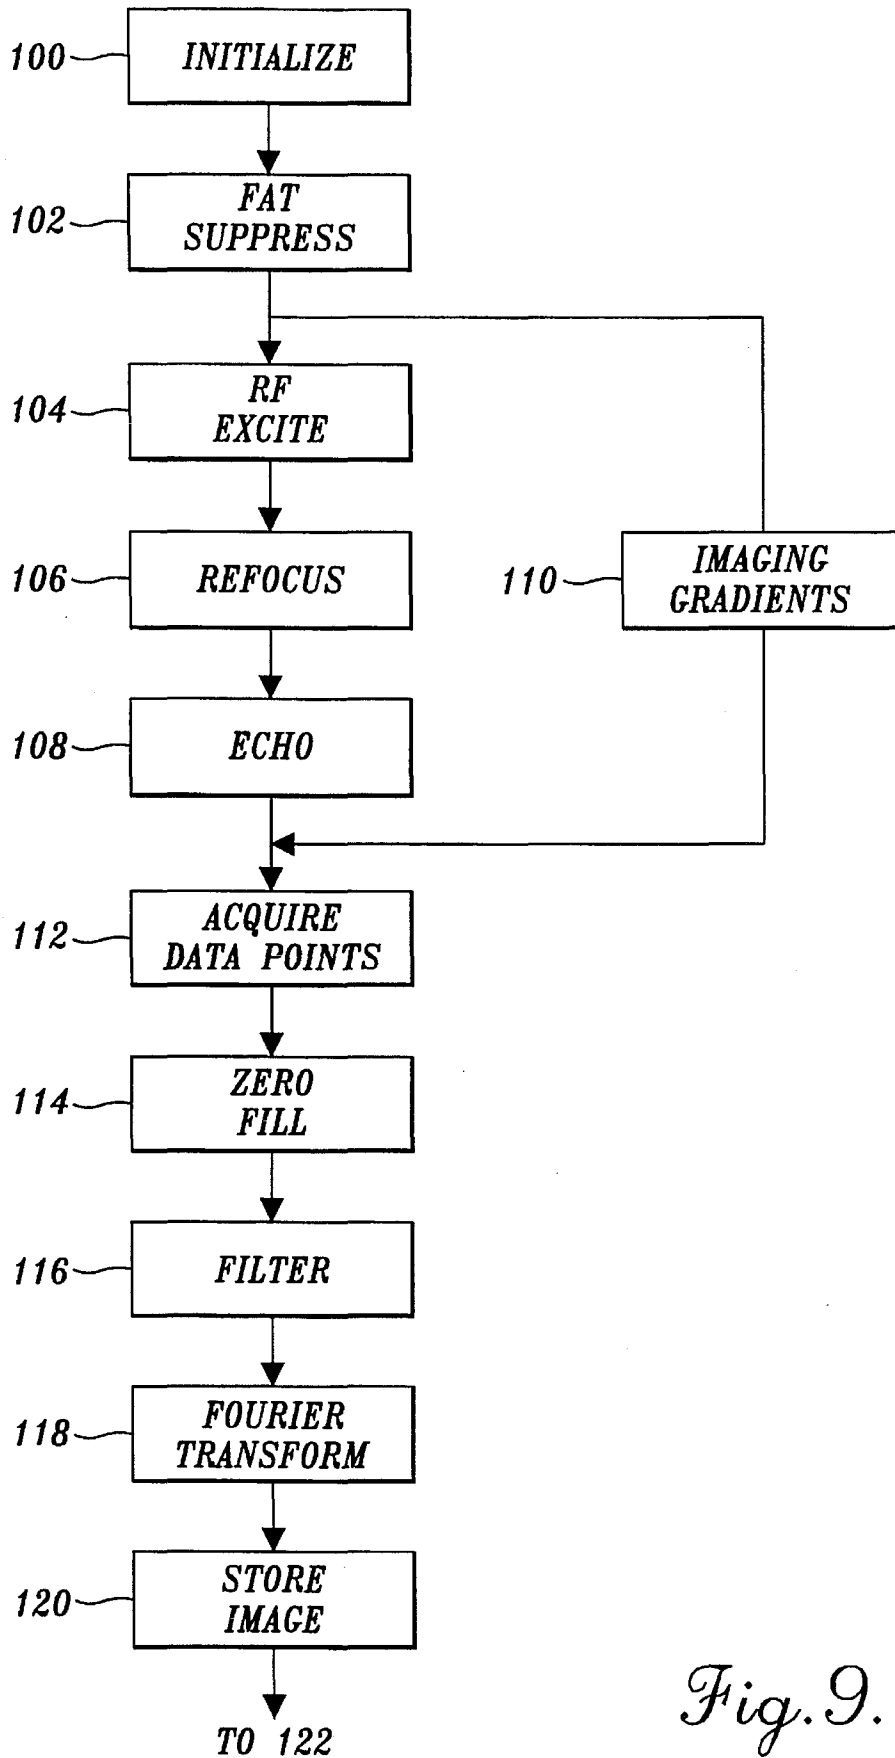 100
INITIALIZE
102
FAT
SUPPRESS
104
RF
EXCITE
106
REFOCUS
110
IMAGING
GRADIENTS
108
ECHO
112
ACQUIRE
DATA POINTS
114
ZERO
FILL
116
FILTER
118
FOURIER
TRANSFORM
120
STORE
IMAGE
TO 122
Fig. 9.